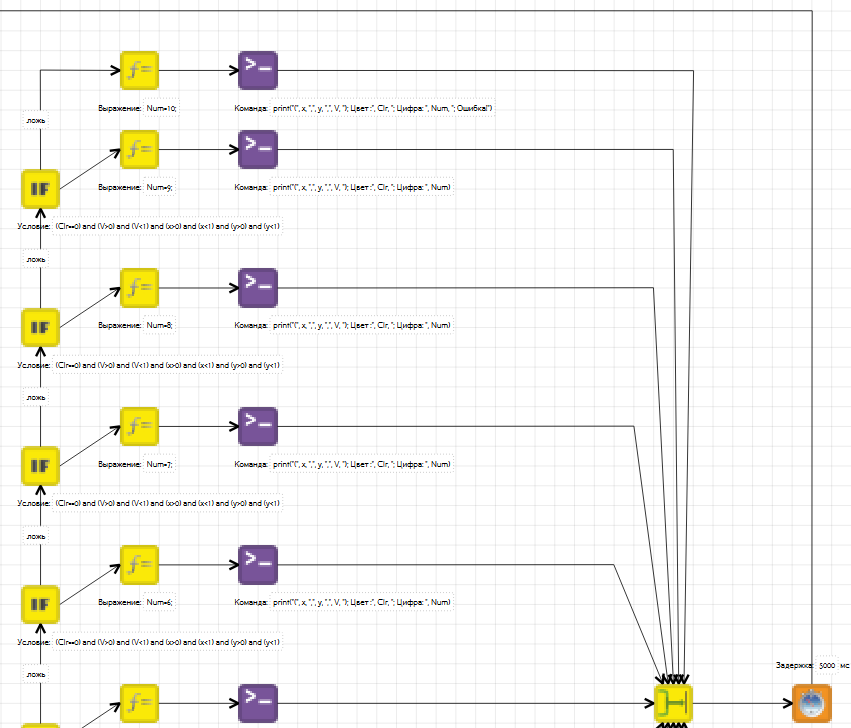 ложь
Выражение: Num=10;
Команда: print("(", x, ",", y, ",", V, "); Цвет:", Clr, "; Цифра: ", Num, "; Ошибка!")
IF
Выражение: Num=9;
Команда: print("(", x, ",", y, ",", V, "); Цвет:", Clr, "; Цифра: ", Num)
Условие: (Clr==0) and (V>0) and (V<1) and (x>0) and (x<1) and (y>0) and (y<1)
ложь
IF
Выражение: Num=8;
Команда: print("(", x, ",", y, ",", V, "); Цвет:", Clr, "; Цифра: ", Num)
Условие: (Clr==0) and (V>0) and (V<1) and (x>0) and (x<1) and (y>0) and (y<1)
ложь
IF
Выражение: Num=7;
Команда: print("(", x, ",", y, ",", V, "); Цвет:", Clr, "; Цифра: ", Num)
Условие: (Clr==0) and (V>0) and (V<1) and (x>0) and (x<1) and (y>0) and (y<1)
ложь
IF
Выражение: Num=6;
Команда: print("(", x, ",", y, ",", V, "); Цвет:", Clr, "; Цифра: ", Num)
Условие: (Clr==0) and (V>0) and (V<1) and (x>0) and (x<1) and (y>0) and (y<1)
ложь
Задержка: 5000 мс